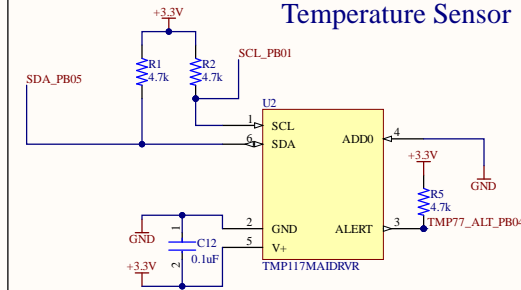 Temperature Sensor
+3.3V
SCL_PB01
R1
4.7k
R2
4.7k
SDA_PB05
U2
1
SCL
6
SDA
ADD0
4
+3.3V
GND
R5
4.7k
2
GND
ALERT
3
TMP77_ALT_PB04
1
GND
C12
0.1uF
5
V+
+3.3V
2
TMP117MAIDRVR